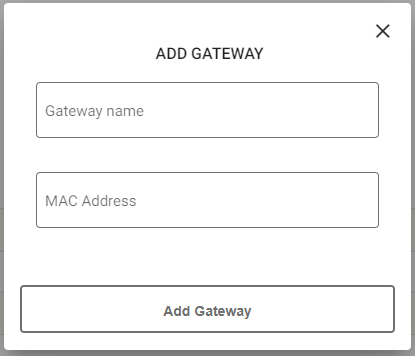 ADD GATEWAY
Gateway name
MAC Address
Add Gateway